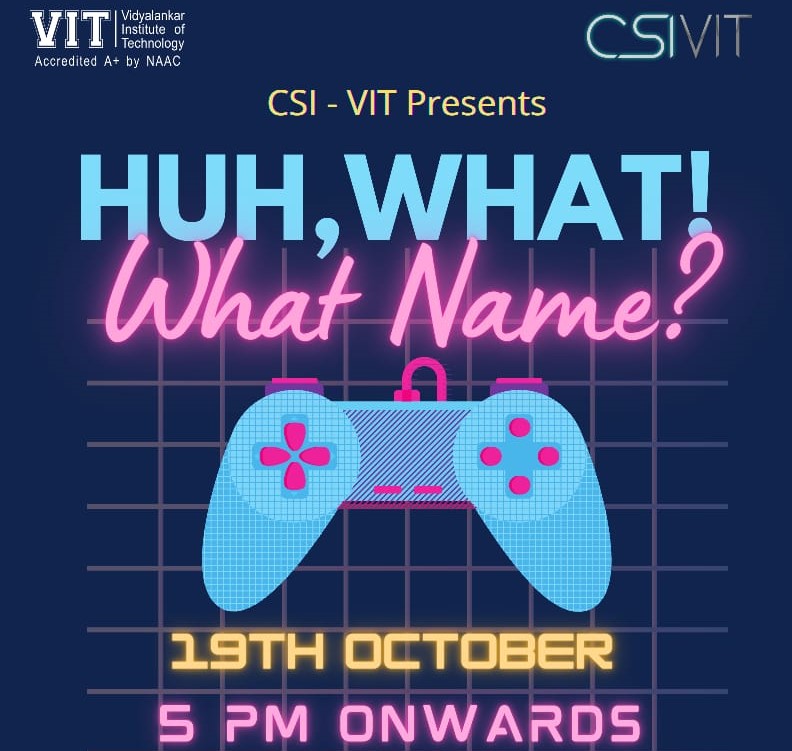 VIT
Vidyalankar
Institute of
Technology
Accredited A+ by NAAC
CSIVIT
CSI - VIT Presents
HUH,WHAT!
What Name?
19TH OCTOBER
5 PM ONWARDS